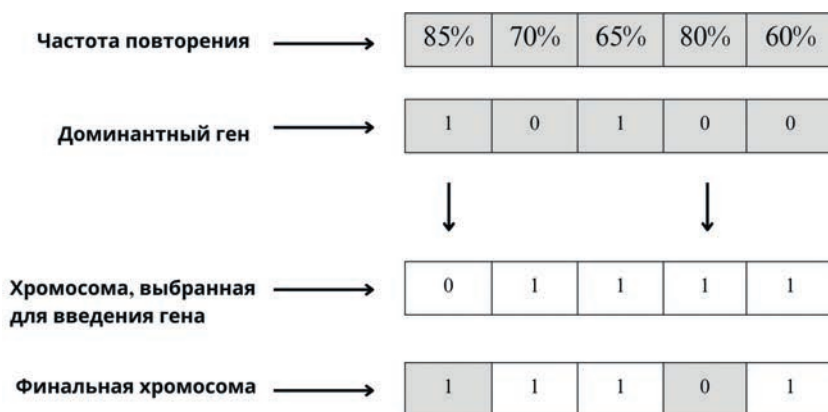 Частота повторения 85% 70% 65% 80% 60%
Доминантный ген 1 0 1 0 0
Хромосома, выбранная
для введения гена 0 1 1 1 1
Финальная хромосома 1 1 1 0 1